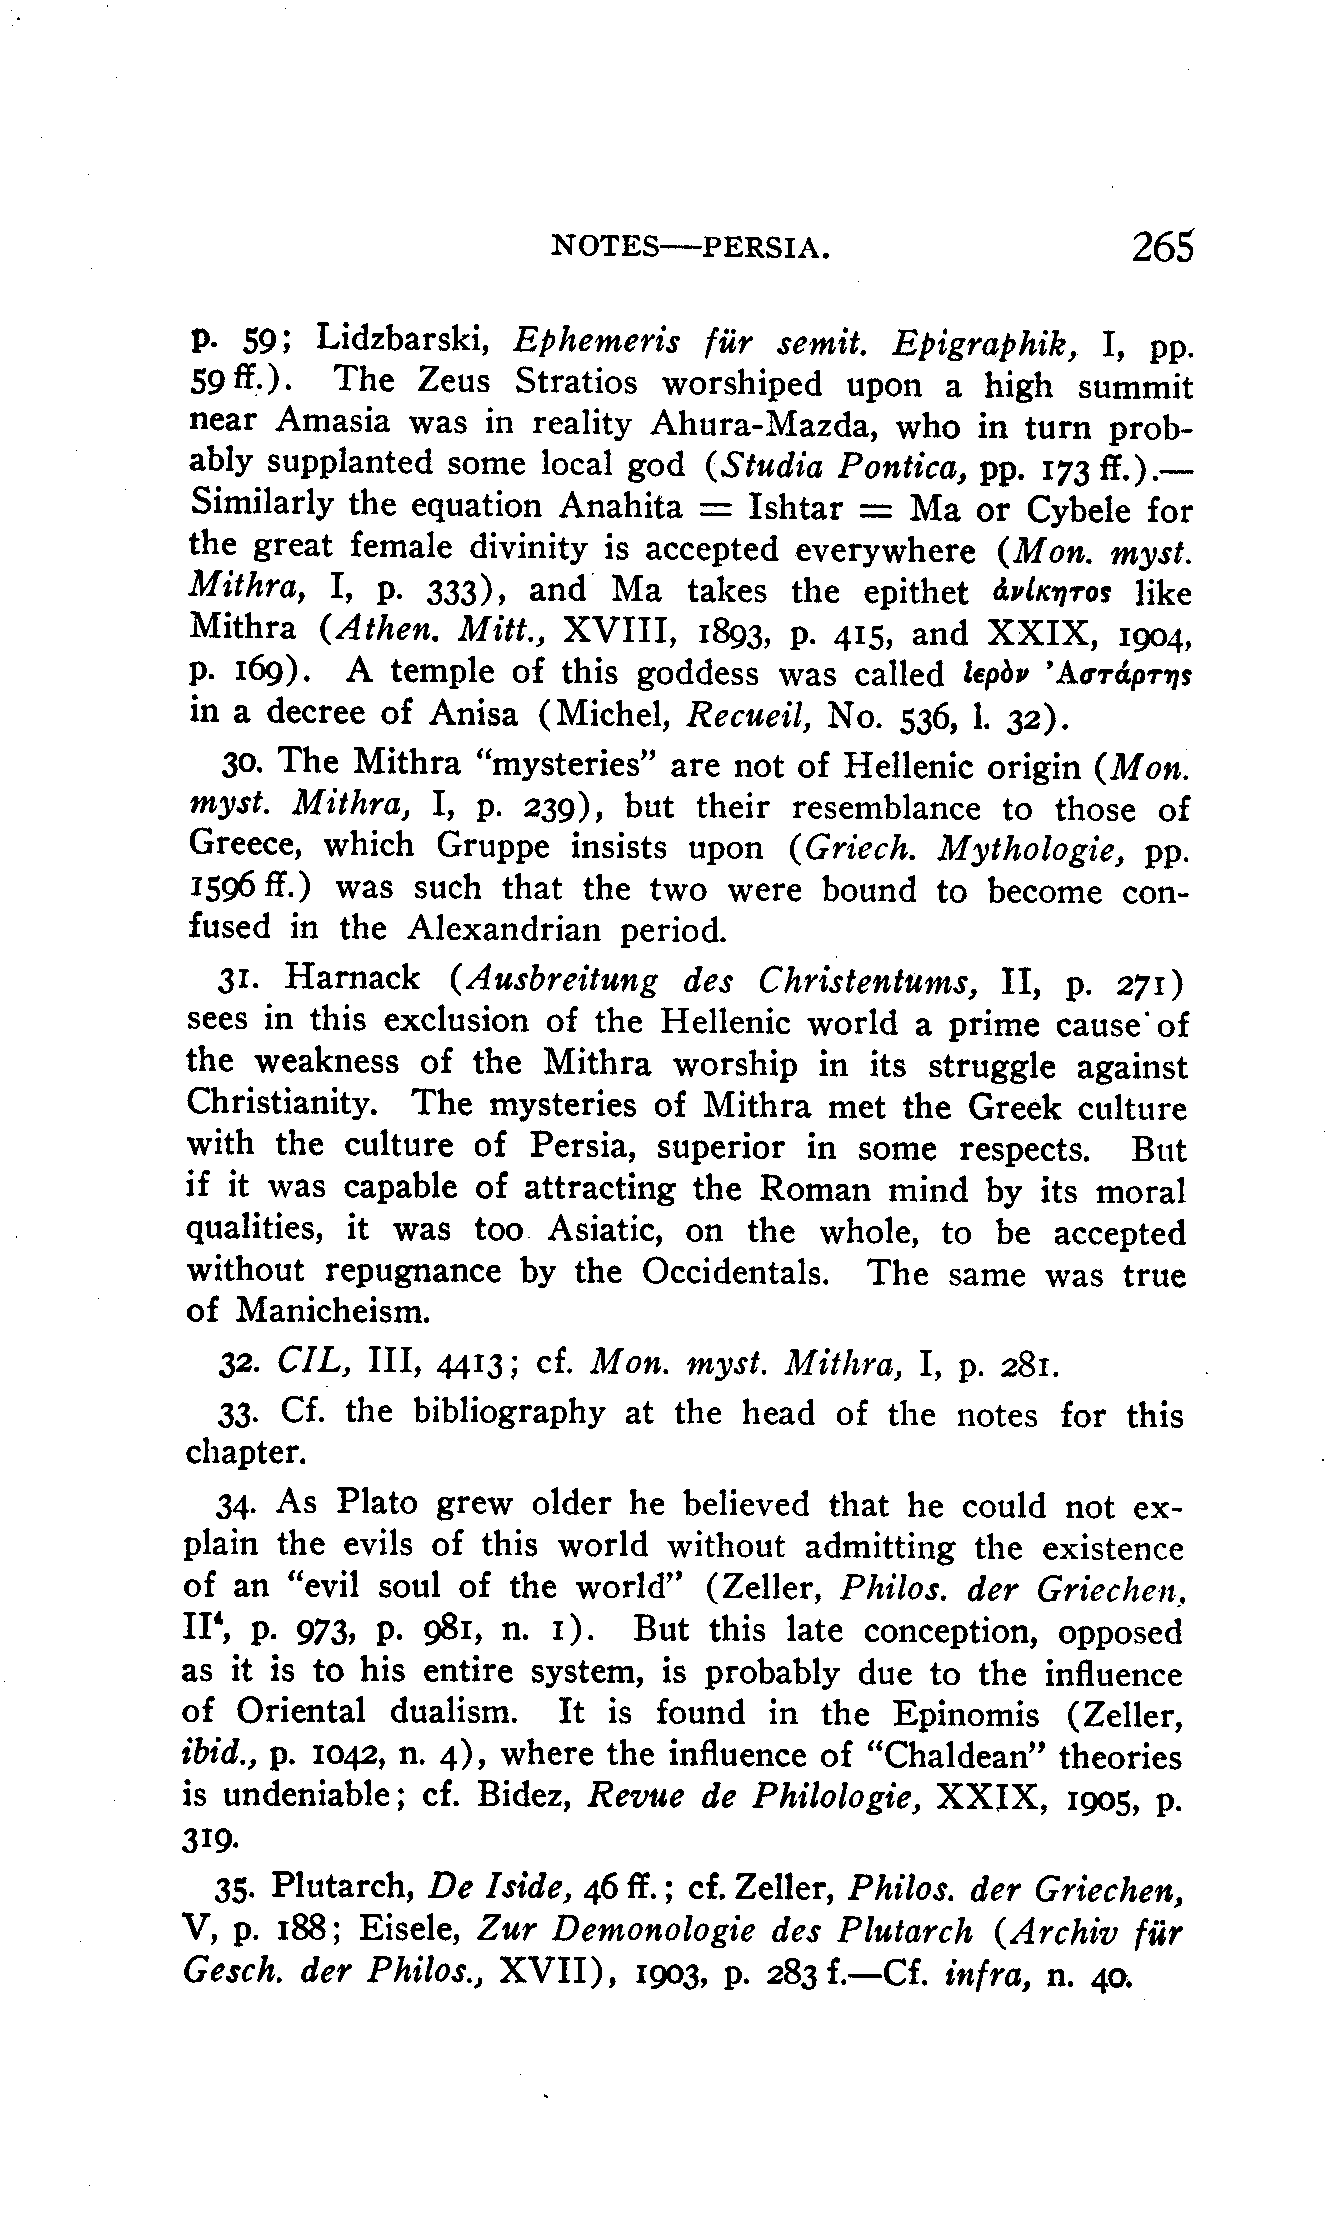 NOTES—PERSIA. 265
p. 59; Lidzbarski, Ephemeris für semit. Epigraphik, I, pp.
59 ff.). The Zeus Stratios worshiped upon a high summit
near Amasia was in reality Ahura-Mazda, who in turn prob-
ably supplanted some local god (Studia Pontica, pp. 173 ff.).—
Similarly the equation Anahita = Ishtar = Ma or Cybele for
the great female divinity is accepted everywhere (Mon. myst.
Mithra, I, p. 333), and Ma takes the epithet ἀνίκητος like
Mithra (Athen. Mitt., XVIII, 1893, p. 415, and XXIX, 1904,
p. 169). A temple of this goddess was called ἱερὸν Ἀστάρτης
in a decree of Anisa (Michel, Recueil, No. 536, l. 32).
30. The Mithra "mysteries" are not of Hellenic origin (Mon.
myst. Mithra, I, p. 239), but their resemblance to those of
Greece, which Gruppe insists upon (Griech. Mythologie, pp.
1596 ff.) was such that the two were bound to become con-
fused in the Alexandrian period.
31. Harnack (Ausbreitung des Christentums, II, p. 271)
sees in this exclusion of the Hellenic world a prime cause of
the weakness of the Mithra worship in its struggle against
Christianity. The mysteries of Mithra met the Greek culture
with the culture of Persia, superior in some respects. But
if it was capable of attracting the Roman mind by its moral
qualities, it was too Asiatic, on the whole, to be accepted
without repugnance by the Occidentals. The same was true
of Manicheism.
32. CIL, III, 4413; cf. Mon. myst. Mithra, I, p. 281.
33. Cf. the bibliography at the head of the notes for this
chapter.
34. As Plato grew older he believed that he could not ex-
plain the evils of this world without admitting the existence
of an "evil soul of the world" (Zeller, Philos. der Griechen,
II⁴, p. 973, p. 981, n. 1). But this late conception, opposed
as it is to his entire system, is probably due to the influence
of Oriental dualism. It is found in the Epinomis (Zeller,
ibid., p. 1042, n. 4), where the influence of "Chaldean" theories
is undeniable; cf. Bidez, Revue de Philologie, XXIX, 1905, p.
319.
35. Plutarch, De Iside, 46 ff.; cf. Zeller, Philos. der Griechen,
V, p. 188; Eisele, Zur Demonologie des Plutarch (Archiv für
Gesch. der Philos., XVII), 1903, p. 283 f.—Cf. infra, n. 40.